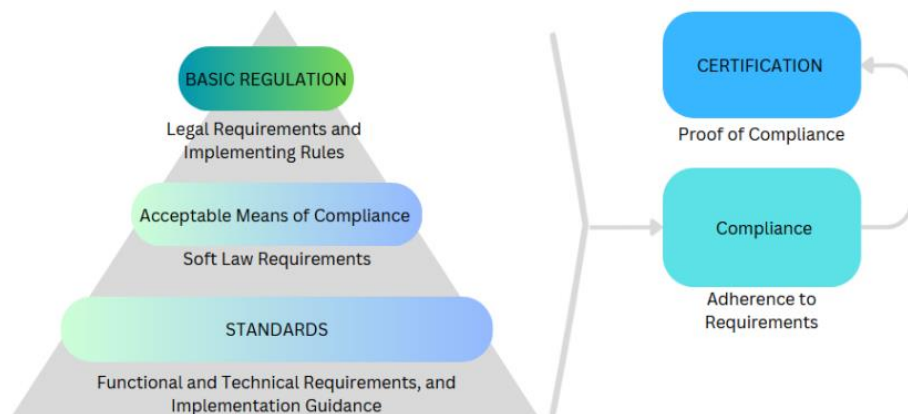 BASIC REGULATION
Legal Requirements and
Implementing Rules
Acceptable Means of Compliance
Soft Law Requirements
STANDARDS
Functional and Technical Requirements, and
Implementation Guidance
CERTIFICATION
Proof of Compliance
Compliance
Adherence to
Requirements